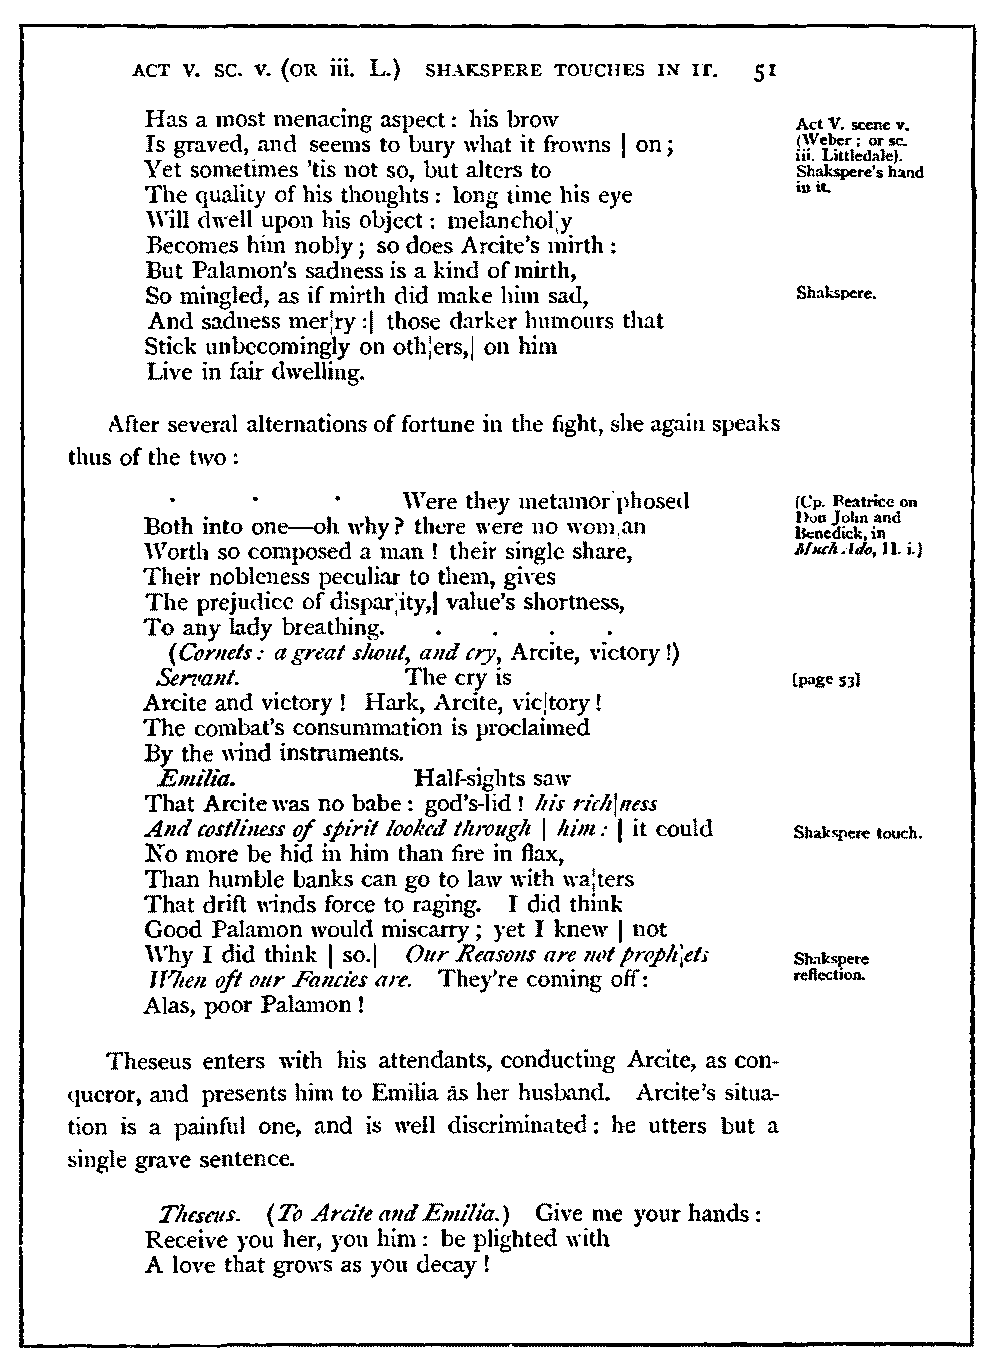 ACT V. SC. V. (OR iii. L.) SHAKSPERE TOUCHES IN IT. 51
Has a most menacing aspect : his brow
Is graved, and seems to bury what it frowns | on ;
Yet sometimes 'tis not so, but alters to
The quality of his thoughts : long time his eye
Will dwell upon his object : melanchol¦y
Becomes him nobly ; so does Arcite's mirth :
But Palamon's sadness is a kind of mirth,
So mingled, as if mirth did make him sad,
And sadness mer¦ry :| those darker humours that
Stick unbecomingly on oth¦ers,| on him
Live in fair dwelling.
Act V. scene v.
(Weber ; or sc.
iii. Littledale).
Shakspere's hand
in it.
Shakspere.
After several alternations of fortune in the fight, she again speaks
thus of the two :
. . . Were they metamor¦phosed
Both into one—oh why ? there were no wom¦an
Worth so composed a man ! their single share,
Their nobleness peculiar to them, gives
The prejudice of dispar¦ity,| value's shortness,
To any lady breathing. . . . .
(Cornets : a great shout, and cry, Arcite, victory !)
Servant. The cry is
Arcite and victory ! Hark, Arcite, vic¦tory !
The combat's consummation is proclaimed
By the wind instruments.
Emilia. Half-sights saw
That Arcite was no babe : god's-lid ! his rich¦ness
And costliness of spirit looked through | him : | it could
No more be hid in him than fire in flax,
Than humble banks can go to law with wa¦ters
That drift winds force to raging. I did think
Good Palamon would miscarry ; yet I knew | not
Why I did think | so.| Our Reasons are not proph¦ets
When oft our Fancies are. They're coming off :
Alas, poor Palamon !
[Cp. Beatrice on
Don John and
Benedick, in
Much Ado, II. i.]
[page 53]
Shakspere touch.
Shakspere
reflection.
Theseus enters with his attendants, conducting Arcite, as con-
queror, and presents him to Emilia as her husband. Arcite's situa-
tion is a painful one, and is well discriminated : he utters but a
single grave sentence.
Theseus. (To Arcite and Emilia.) Give me your hands :
Receive you her, you him : be plighted with
A love that grows as you decay !